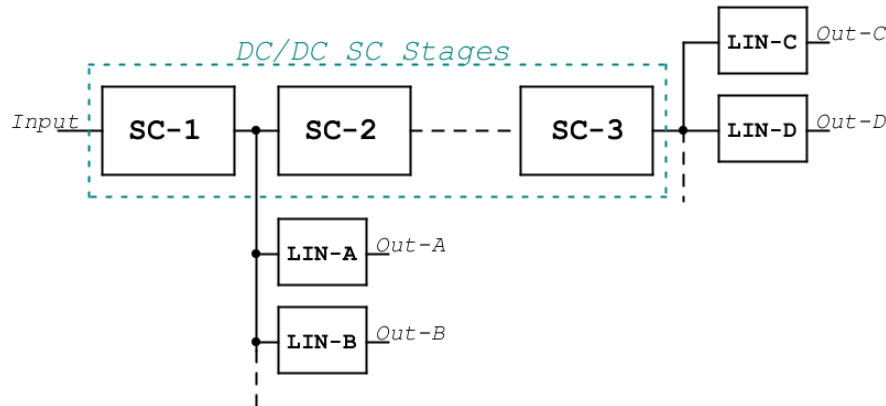 DC/DC SC Stages
LIN-C
Out-C
Input
SC-1
SC-2
SC-3
LIN-D
Out-D
LIN-A
Out-A
LIN-B
Out-B